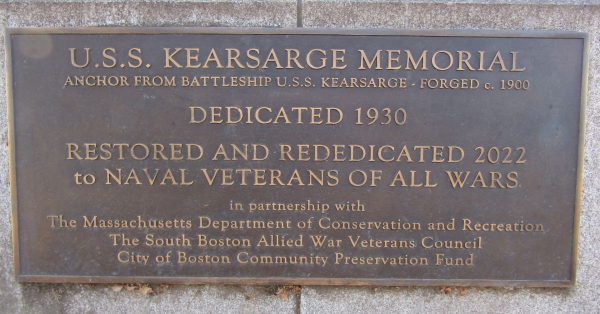 U.S.S. KEARSARGE MEMORIAL
ANCHOR FROM BATTLESHIP U.S.S. KEARSARGE - FORGED c. 1900
DEDICATED 1930
RESTORED AND REDEDICATED 2022
to NAVAL VETERANS OF ALL WARS
in partnership with
The Massachusetts Department of Conservation and Recreation
The South Boston Allied War Veterans Council
City of Boston Community Preservation Fund